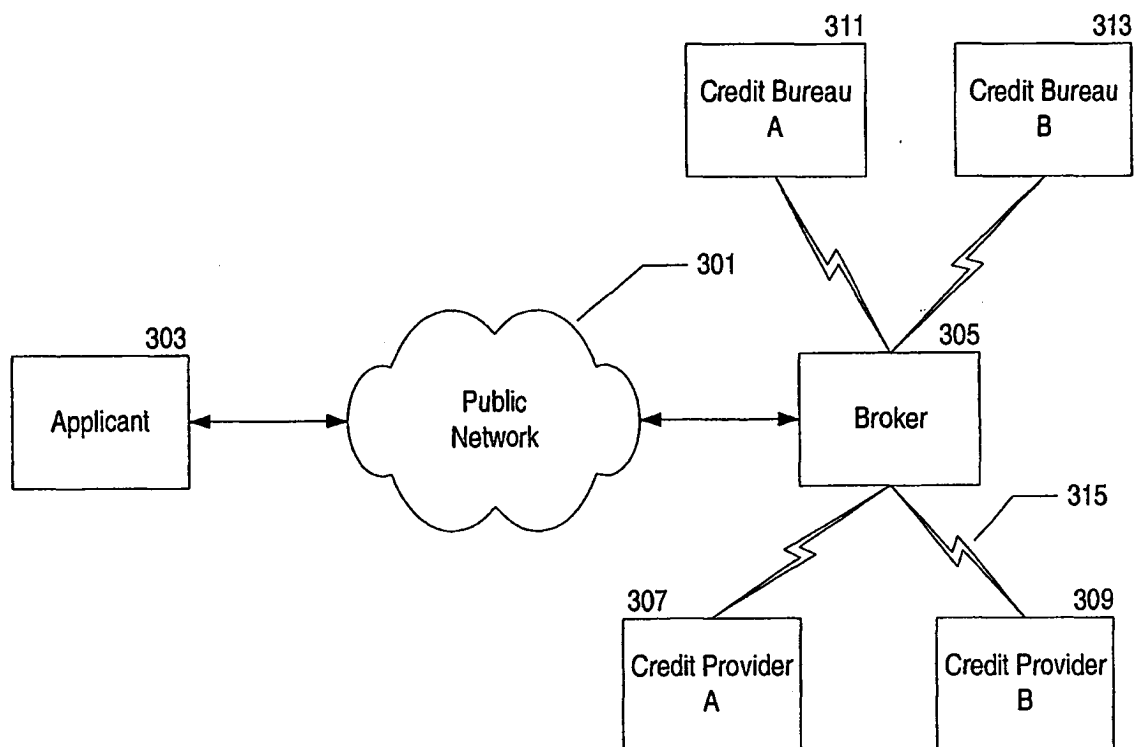 311
313
Credit Bureau
A
Credit Bureau
B
301
303
305
Applicant
Public
Network
Broker
315
307
309
Credit Provider
A
Credit Provider
B